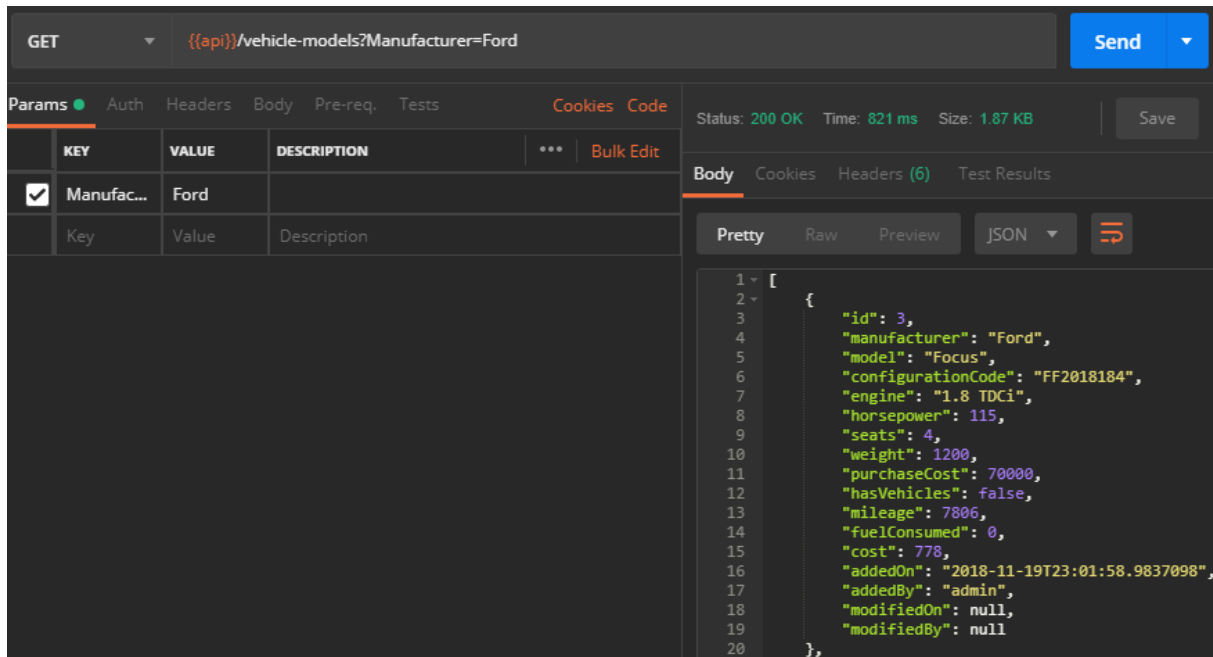 GET {{api}}/vehicle-models?Manufacturer=Ford Send
Params Auth Headers Body Pre-req. Tests Cookies Code
KEY VALUE DESCRIPTION ••• Bulk Edit
Manufac... Ford
Key Value Description
Status: 200 OK Time: 821 ms Size: 1.87 KB Save
Body Cookies Headers (6) Test Results
Pretty Raw Preview JSON
1 [
2 {
3 "id": 3,
4 "manufacturer": "Ford",
5 "model": "Focus",
6 "configurationCode": "FF2018184",
7 "engine": "1.8 TDCi",
8 "horsepower": 115,
9 "seats": 4,
10 "weight": 1200,
11 "purchaseCost": 70000,
12 "hasVehicles": false,
13 "mileage": 7806,
14 "fuelConsumed": 0,
15 "cost": 778,
16 "addedOn": "2018-11-19T23:01:58.9837098",
17 "addedBy": "admin",
18 "modifiedOn": null,
19 "modifiedBy": null
20 },